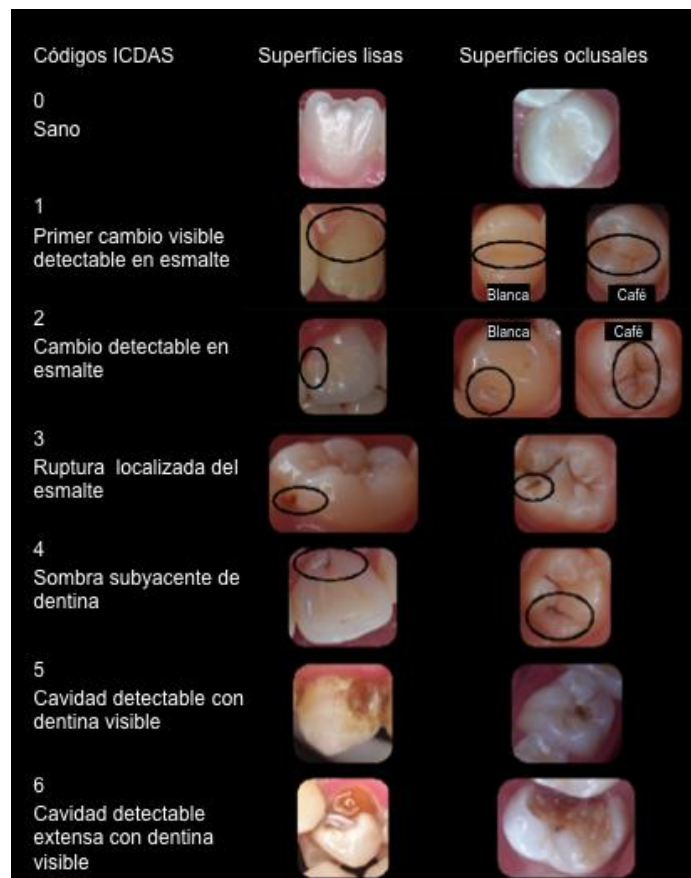 Códigos ICDAS
Superficies lisas
Superficies oclusales
0
Sano
1
Primer cambio visible
detectable en esmalte
Blanca
Café
2
Cambio detectable en
esmalte
Blanca
Café
3
Ruptura localizada del
esmalte
4
Sombra subyacente de
dentina
5
Cavidad detectable con
dentina visible
6
Cavidad detectable
extensa con dentina
visible